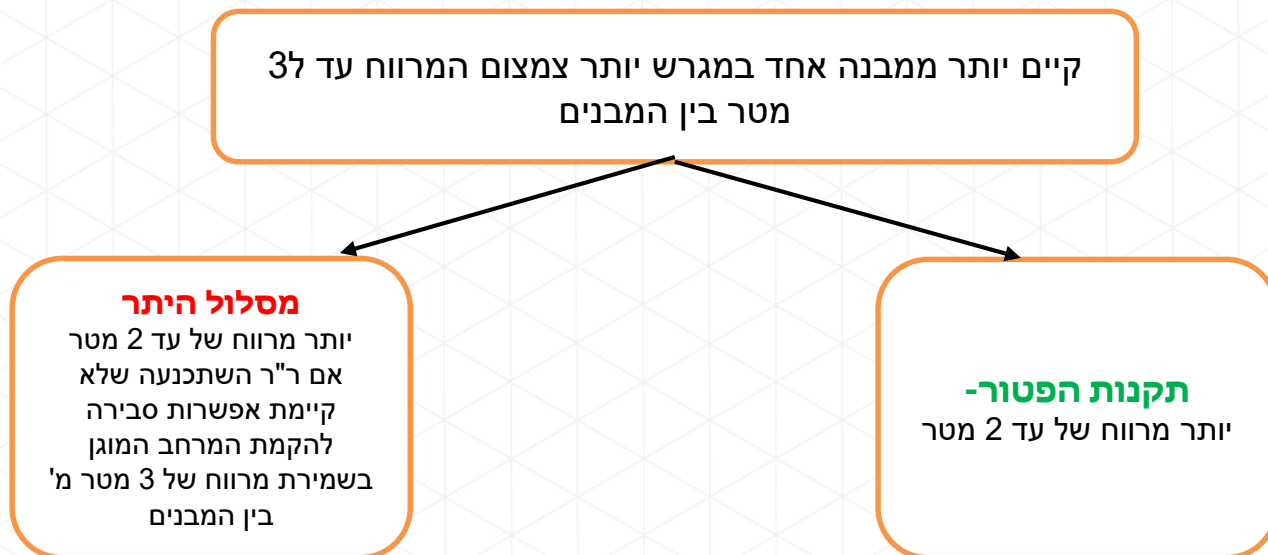 קיים יותר ממבנה אחד במגרש יותר צמצום המרווח עד ל3
מטר בין המבנים
תקנות הפטור-
יותר מרווח של עד 2 מטר
מסלול היתר
יותר מרווח של עד 2 מטר
אם ר"ר השתכנעה שלא
קיימת אפשרות סבירה
להקמת המרחב המוגן
בשמירת מרווח של 3 מטר מ'
בין המבנים